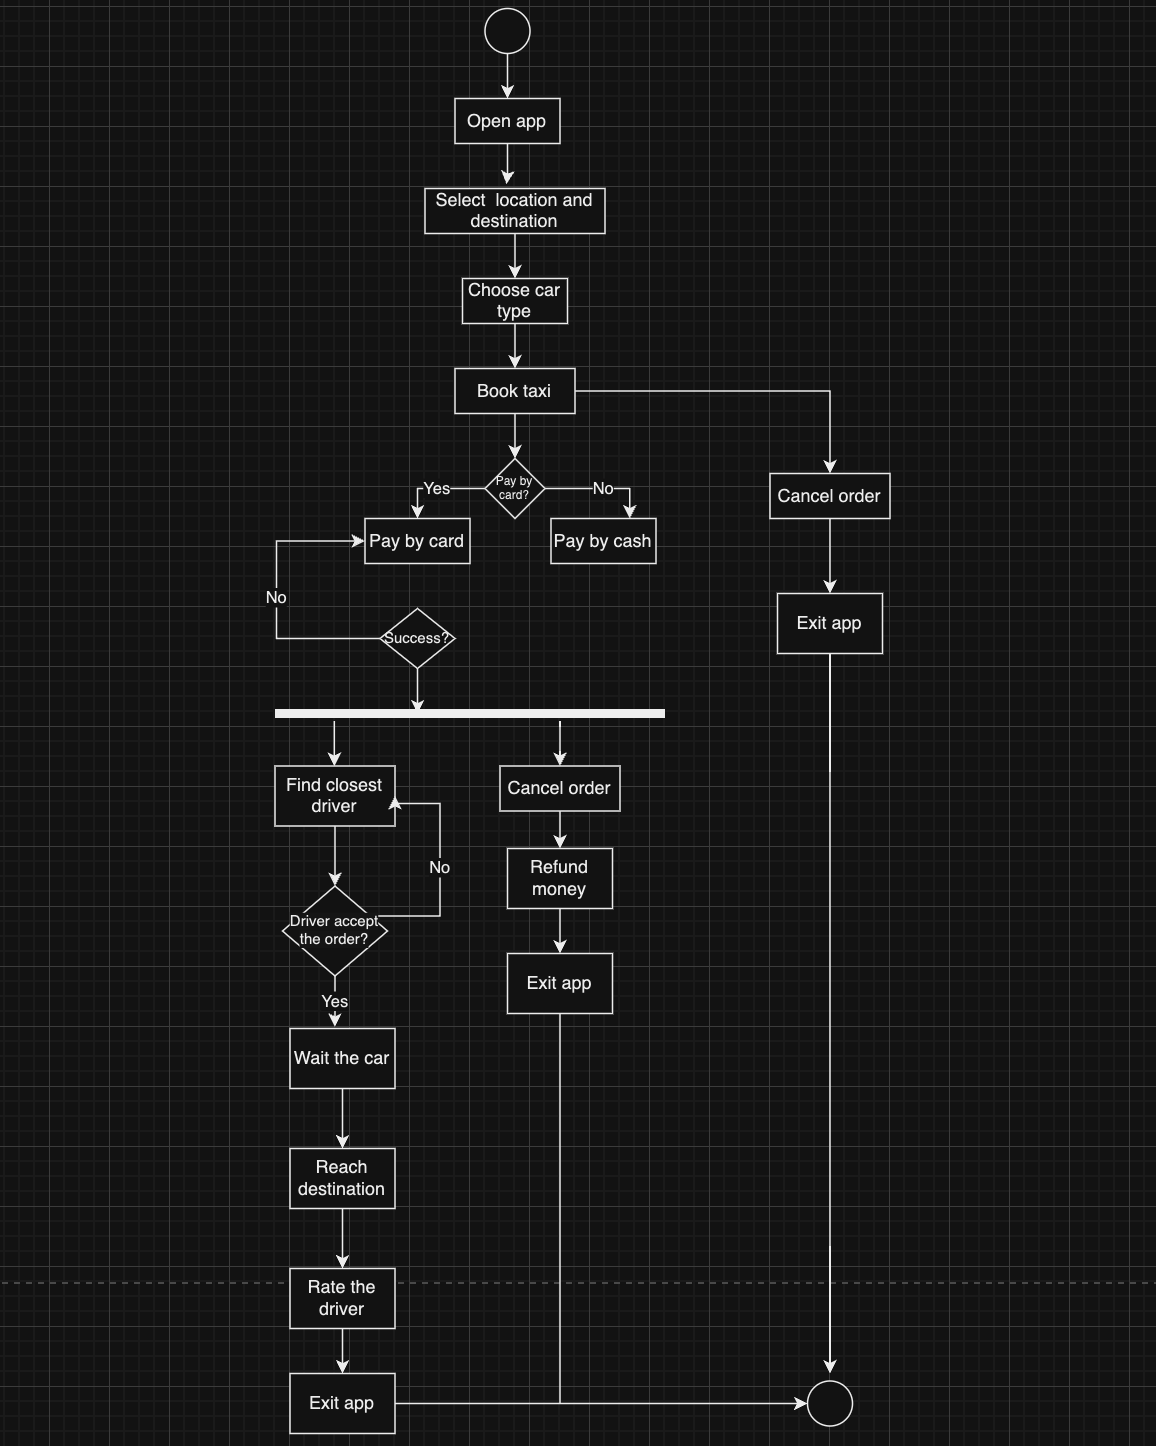 Open app
Select  location and
destination
Choose car
type
Book taxi
Pay by
card?
Yes
No
Pay by card
Pay by cash
Cancel order
No
Success?
Exit app
Find closest
driver
Cancel order
No
Refund
money
Driver accept
the order?
Exit app
Yes
Wait the car
Reach
destination
Rate the
driver
Exit app